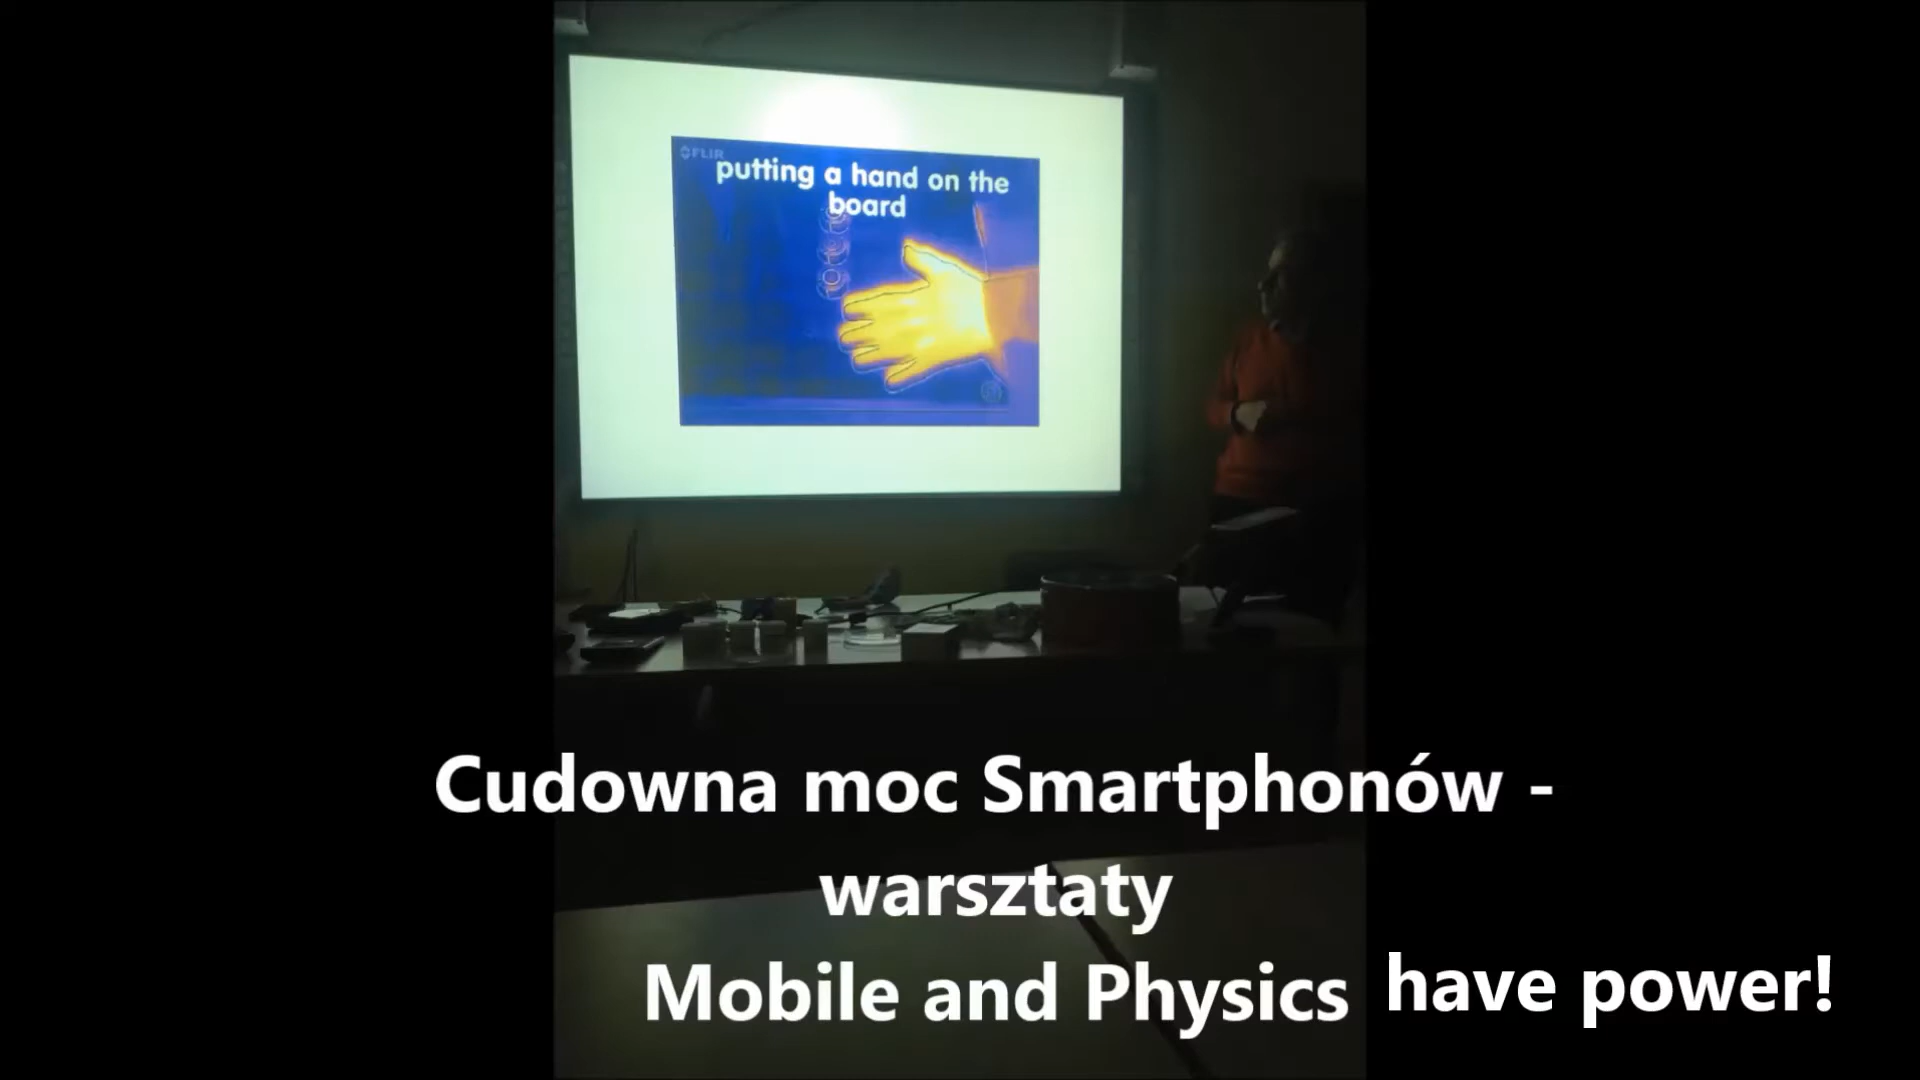 FLIR
putting a hand on the
board
Cudowna moc Smartphonów -
warsztaty
Mobile and Physics have power!